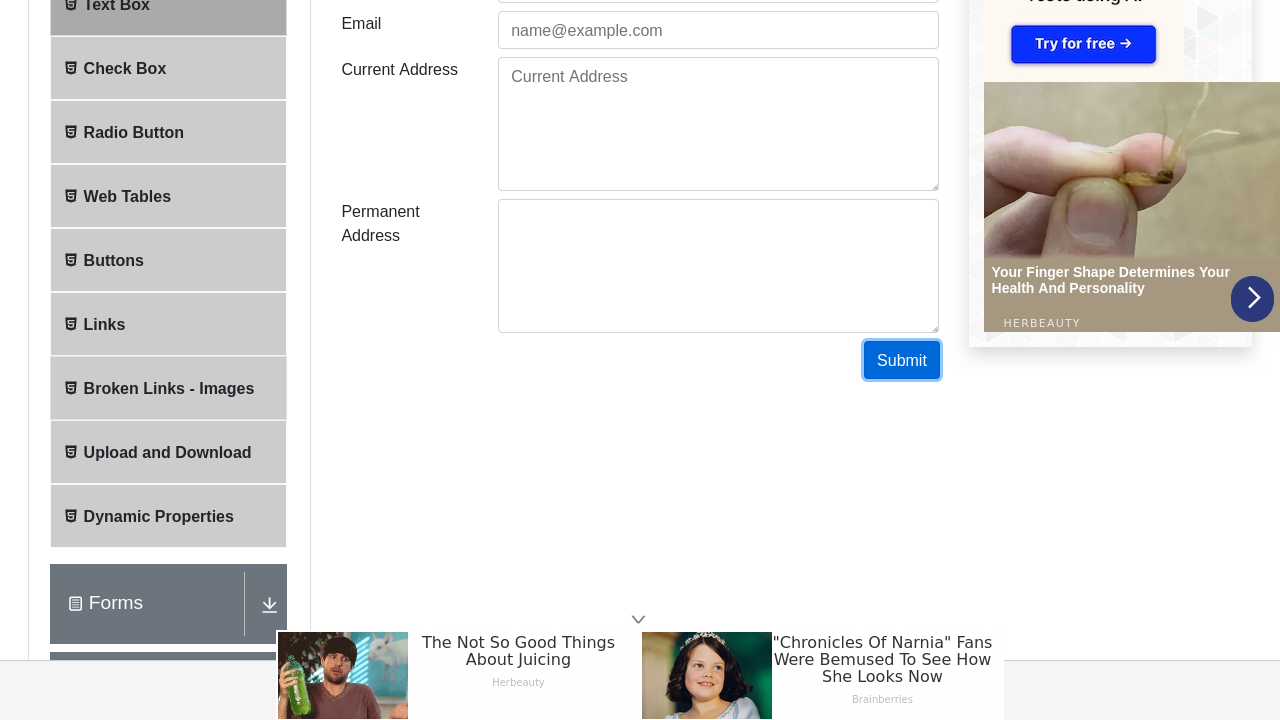 Text Box
Check Box
Radio Button
Web Tables
Buttons
Links
Broken Links - Images
Upload and Download
Dynamic Properties
Forms
Email
name@example.com
Current Address
Current Address
Permanent
Address
Submit
Try for free →
Your Finger Shape Determines Your
Health And Personality
HERBEAUTY
The Not So Good Things
About Juicing
Herbeauty
"Chronicles Of Narnia" Fans
Were Bemused To See How
She Looks Now
Brainberries